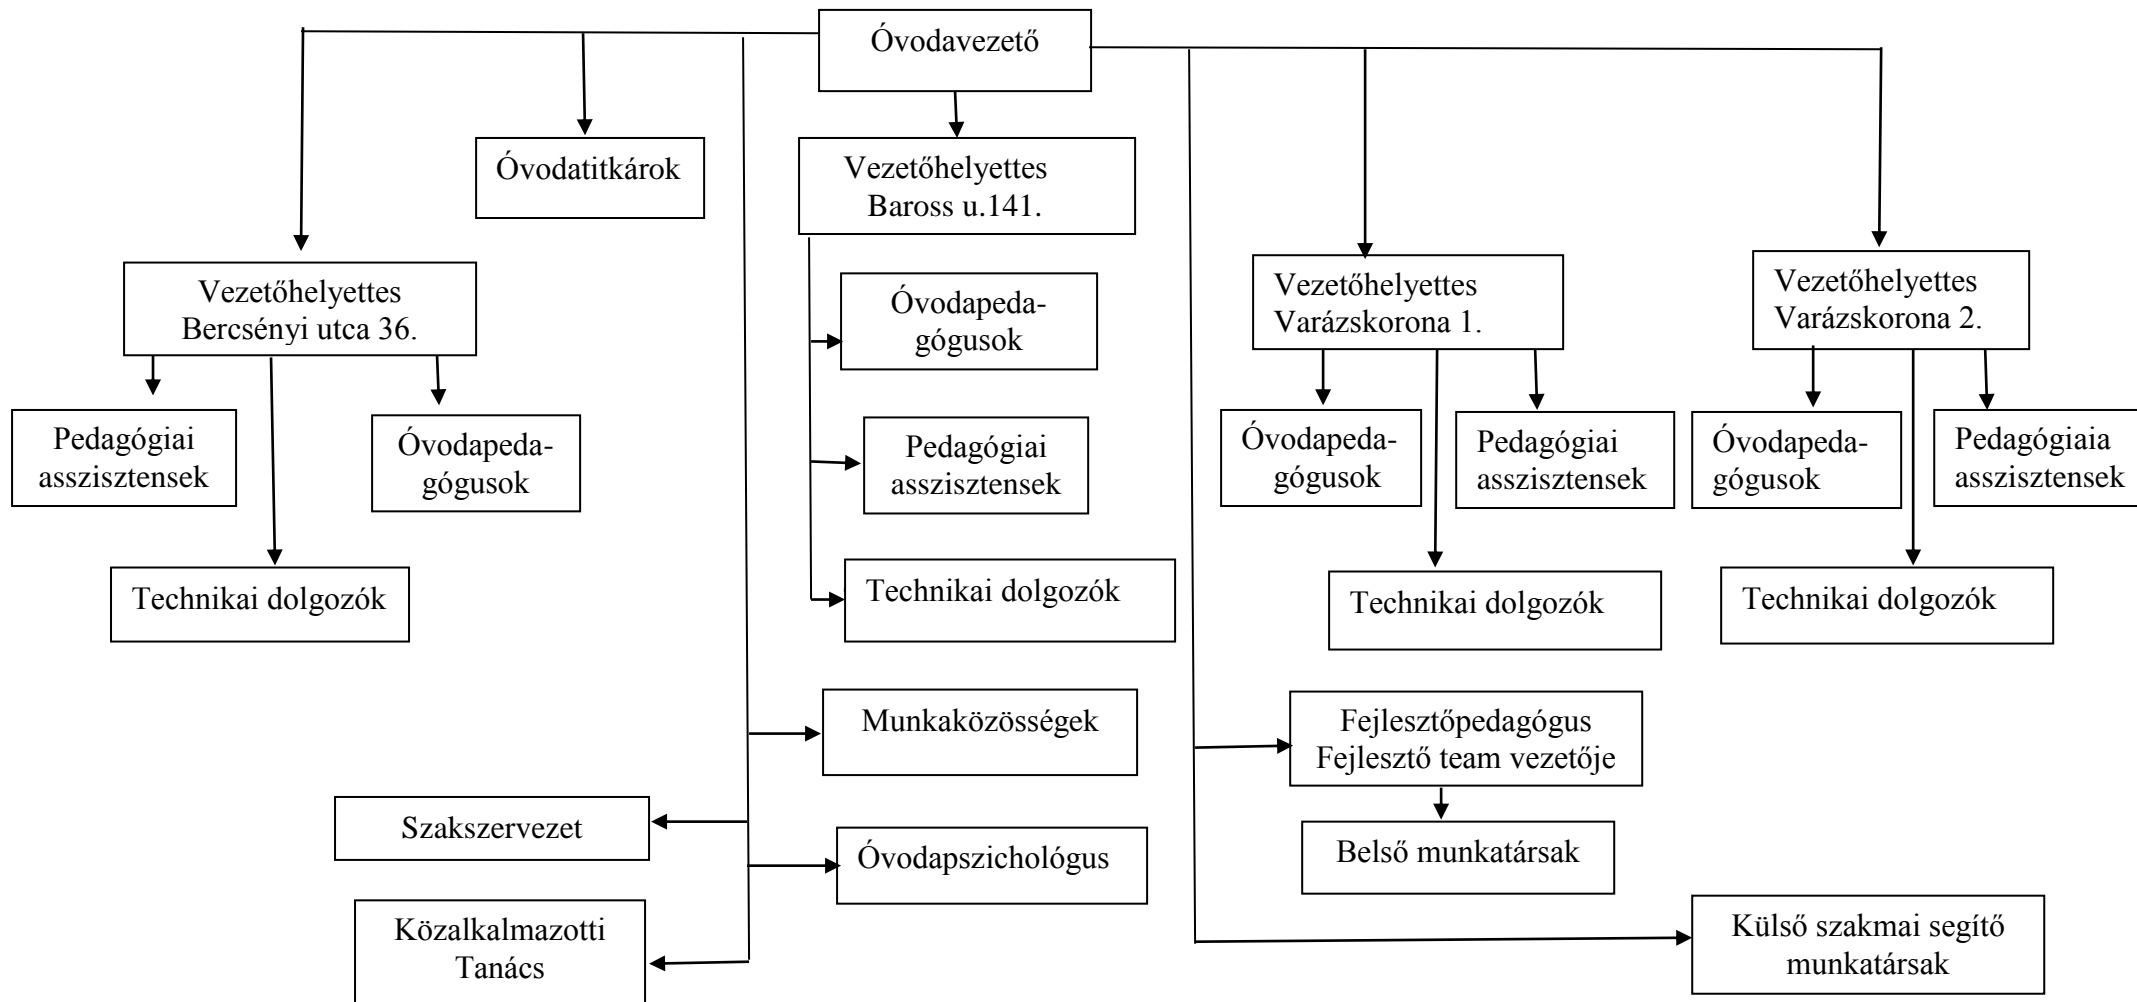 Óvodavezető
Óvodatitkárok
Vezetőhelyettes
Baross u.141.
Vezetőhelyettes
Bercsényi utca 36.
Vezetőhelyettes
Varázskorona 1.
Vezetőhelyettes
Varázskorona 2.
Óvodapeda-
gógusok
Pedagógiai
asszisztensek
Óvodapeda-
gógusok
Pedagógiai
asszisztensek
Óvodapeda-
gógusok
Pedagógiai
asszisztensek
Óvodapeda-
gógusok
Pedagógiaia
asszisztensek
Technikai dolgozók
Technikai dolgozók
Technikai dolgozók
Technikai dolgozók
Munkaközösségek
Fejlesztőpedagógus
Fejlesztő team vezetője
Szakszervezet
Óvodapszichológus
Belső munkatársak
Közalkalmazotti
Tanács
Külső szakmai segítő
munkatársak